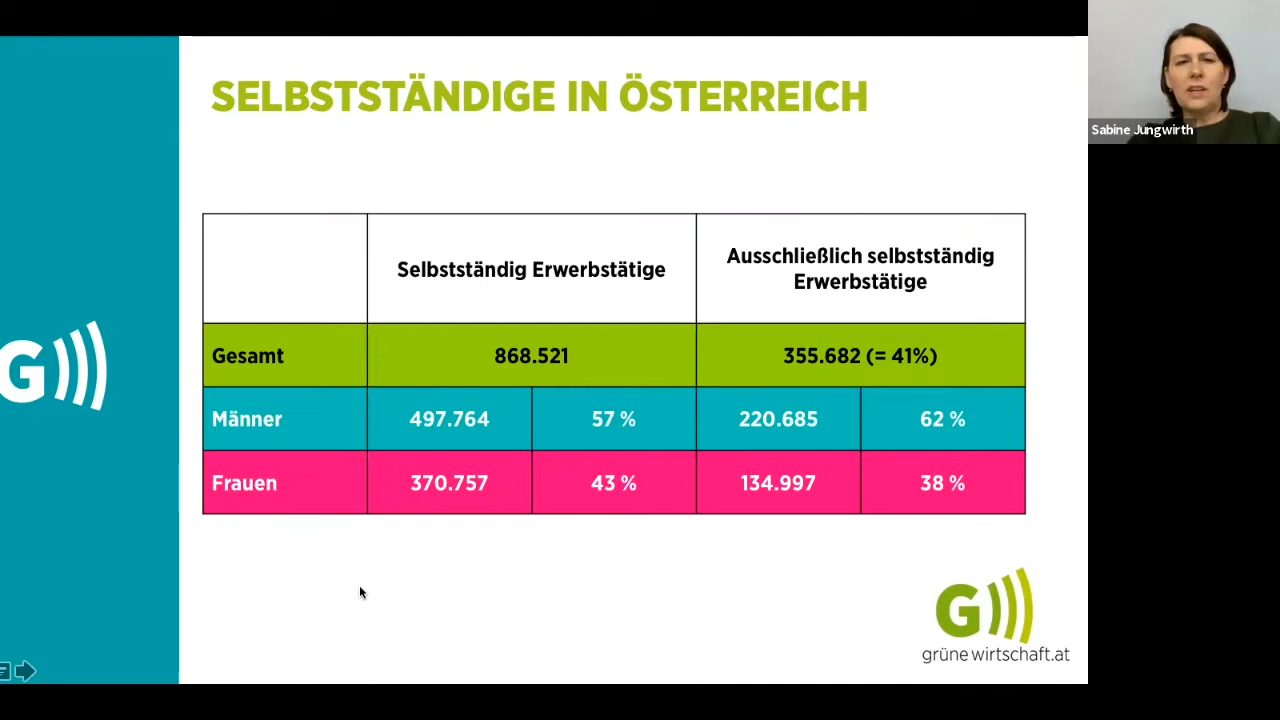 SELBSTSTÄNDIGE IN ÖSTERREICH
Sabine Jungwirth
Selbstständig Erwerbstätige
Ausschließlich selbstständig
Erwerbstätige
Gesamt 868.521 355.682 (= 41%)
Männer 497.764 57 % 220.685 62 %
Frauen 370.757 43 % 134.997 38 %
G
G
grüne wirtschaft.at